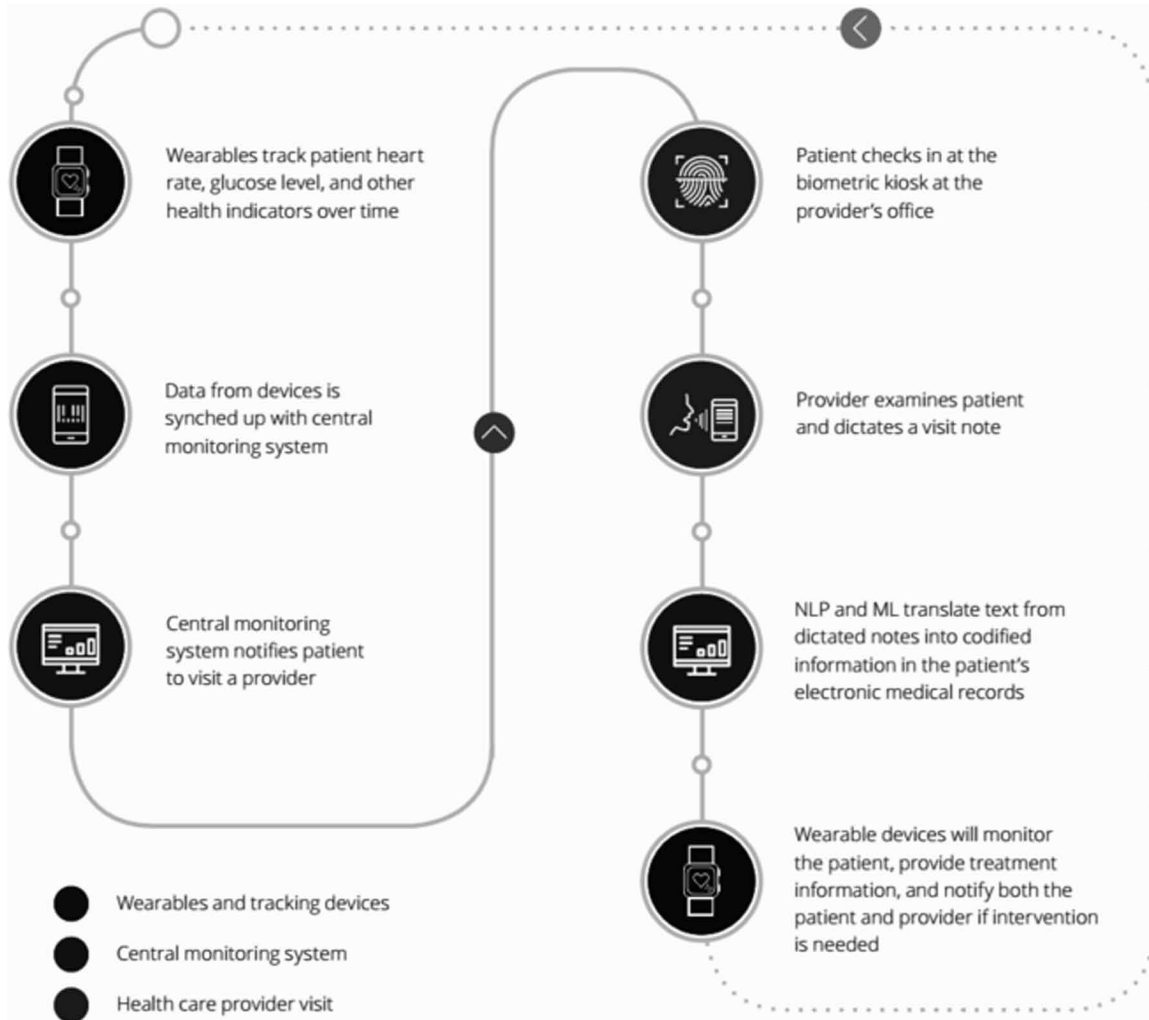 Wearables track patient heart
rate, glucose level, and other
health indicators over time
Data from devices is
synched up with central
monitoring system
Central monitoring
system notifies patient
to visit a provider
Patient checks in at the
biometric kiosk at the
provider's office
Provider examines patient
and dictates a visit note
NLP and ML translate text from
dictated notes into codified
information in the patient's
electronic medical records
Wearable devices will monitor
the patient, provide treatment
information, and notify both the
patient and provider if intervention
is needed
Wearables and tracking devices
Central monitoring system
Health care provider visit